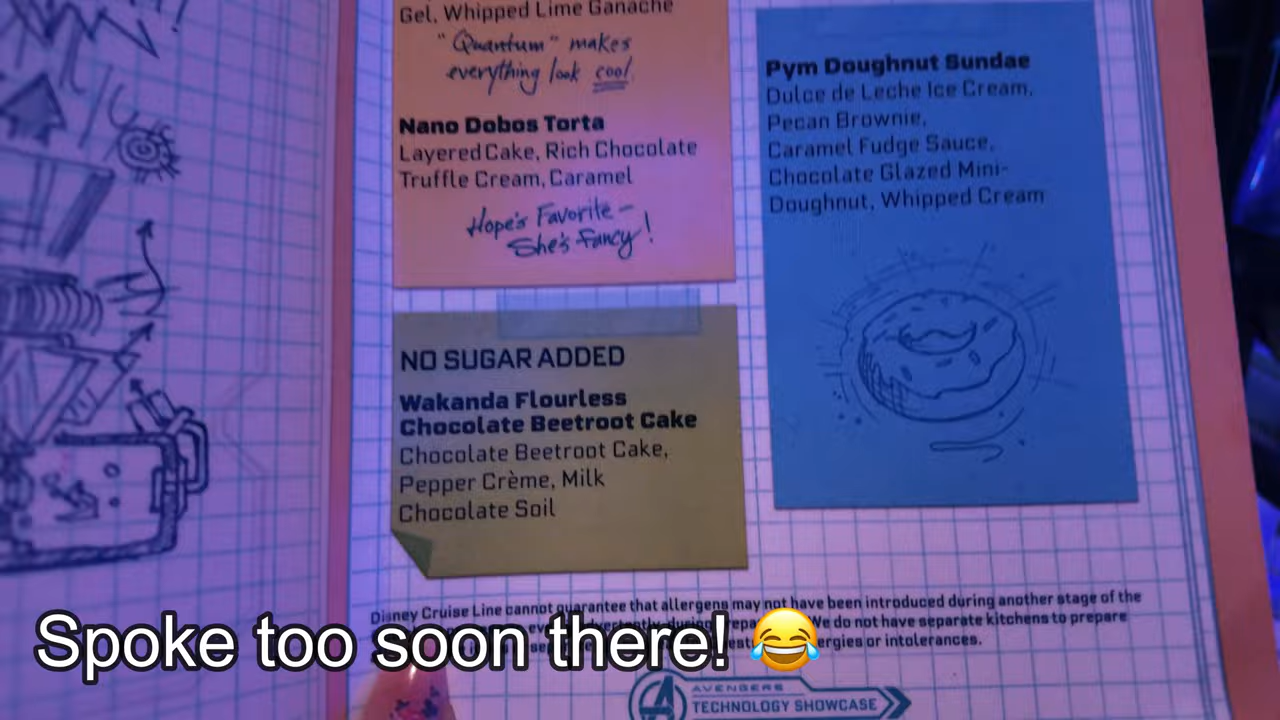 Gel, Whipped Lime Ganache
"Quantum" makes
everything look cool.
Nano Dobos Torta
Layered Cake, Rich Chocolate
Truffle Cream, Caramel
Hope's Favorite -
She's Fancy!
NO SUGAR ADDED
Wakanda Flourless
Chocolate Beetroot Cake
Chocolate Beetroot Cake,
Pepper Crème, Milk
Chocolate Soil
Pym Doughnut Sundae
Dulce de Leche Ice Cream,
Pecan Brownie,
Caramel Fudge Sauce,
Chocolate Glazed Mini-
Doughnut, Whipped Cream
Disney Cruise Line cannot guarantee that allergens may not have been introduced during another stage of the
We do not have separate kitchens to prepare
or intolerances.
Spoke too soon there! 😂
AVENGERS
TECHNOLOGY SHOWCASE